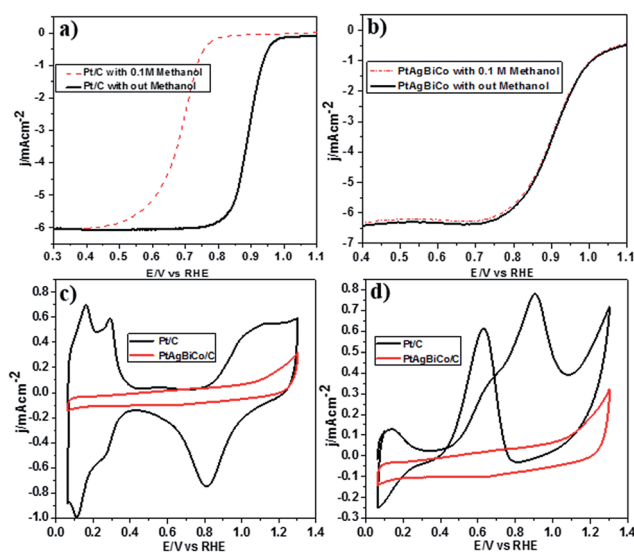 a)
Pt/C with 0.1M Methanol
Pt/C with out Methanol
j/mAcm-2
0
-1
-2
-3
-4
-5
-6
0.3 0.4 0.5 0.6 0.7 0.8 0.9 1.0 1.1
E/V vs RHE
b)
PtAgBiCo with 0.1 M Methanol
PtAgBiCo with out Methanol
j/mAcm-2
0
-1
-2
-3
-4
-5
-6
-7
0.4 0.5 0.6 0.7 0.8 0.9 1.0 1.1
E/V vs RHE
c)
Pt/C
PtAgBiCo/C
j/mAcm-2
0.8
0.6
0.4
0.2
0.0
-0.2
-0.4
-0.6
-0.8
-1.0
0.0 0.2 0.4 0.6 0.8 1.0 1.2 1.4
E/V vs RHE
d)
Pt/C
PtAgBiCo/C
j/mAcm-2
0.8
0.7
0.6
0.5
0.4
0.3
0.2
0.1
0.0
-0.1
-0.2
-0.3
0.0 0.2 0.4 0.6 0.8 1.0 1.2 1.4
E/V vs RHE